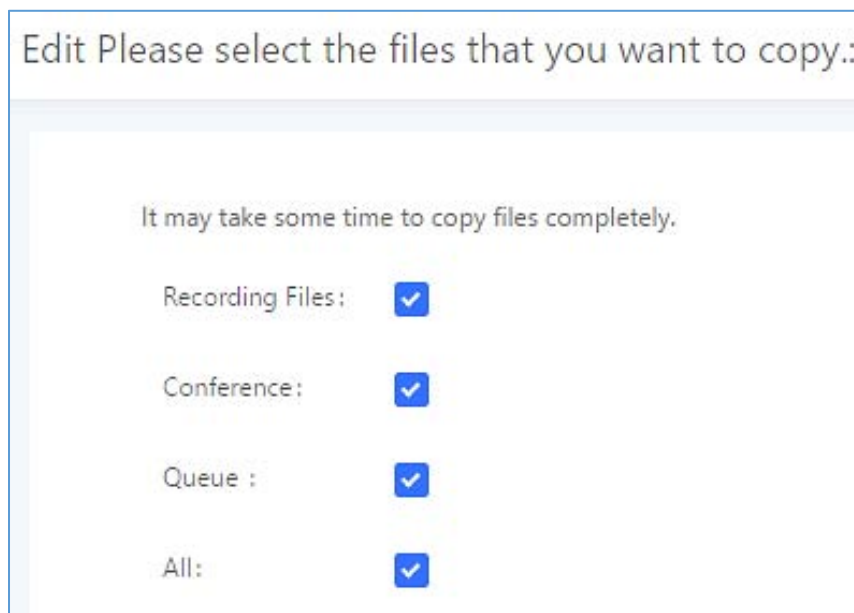 Edit Please select the files that you want to copy.:
It may take some time to copy files completely.
Recording Files:
Conference:
Queue :
All: